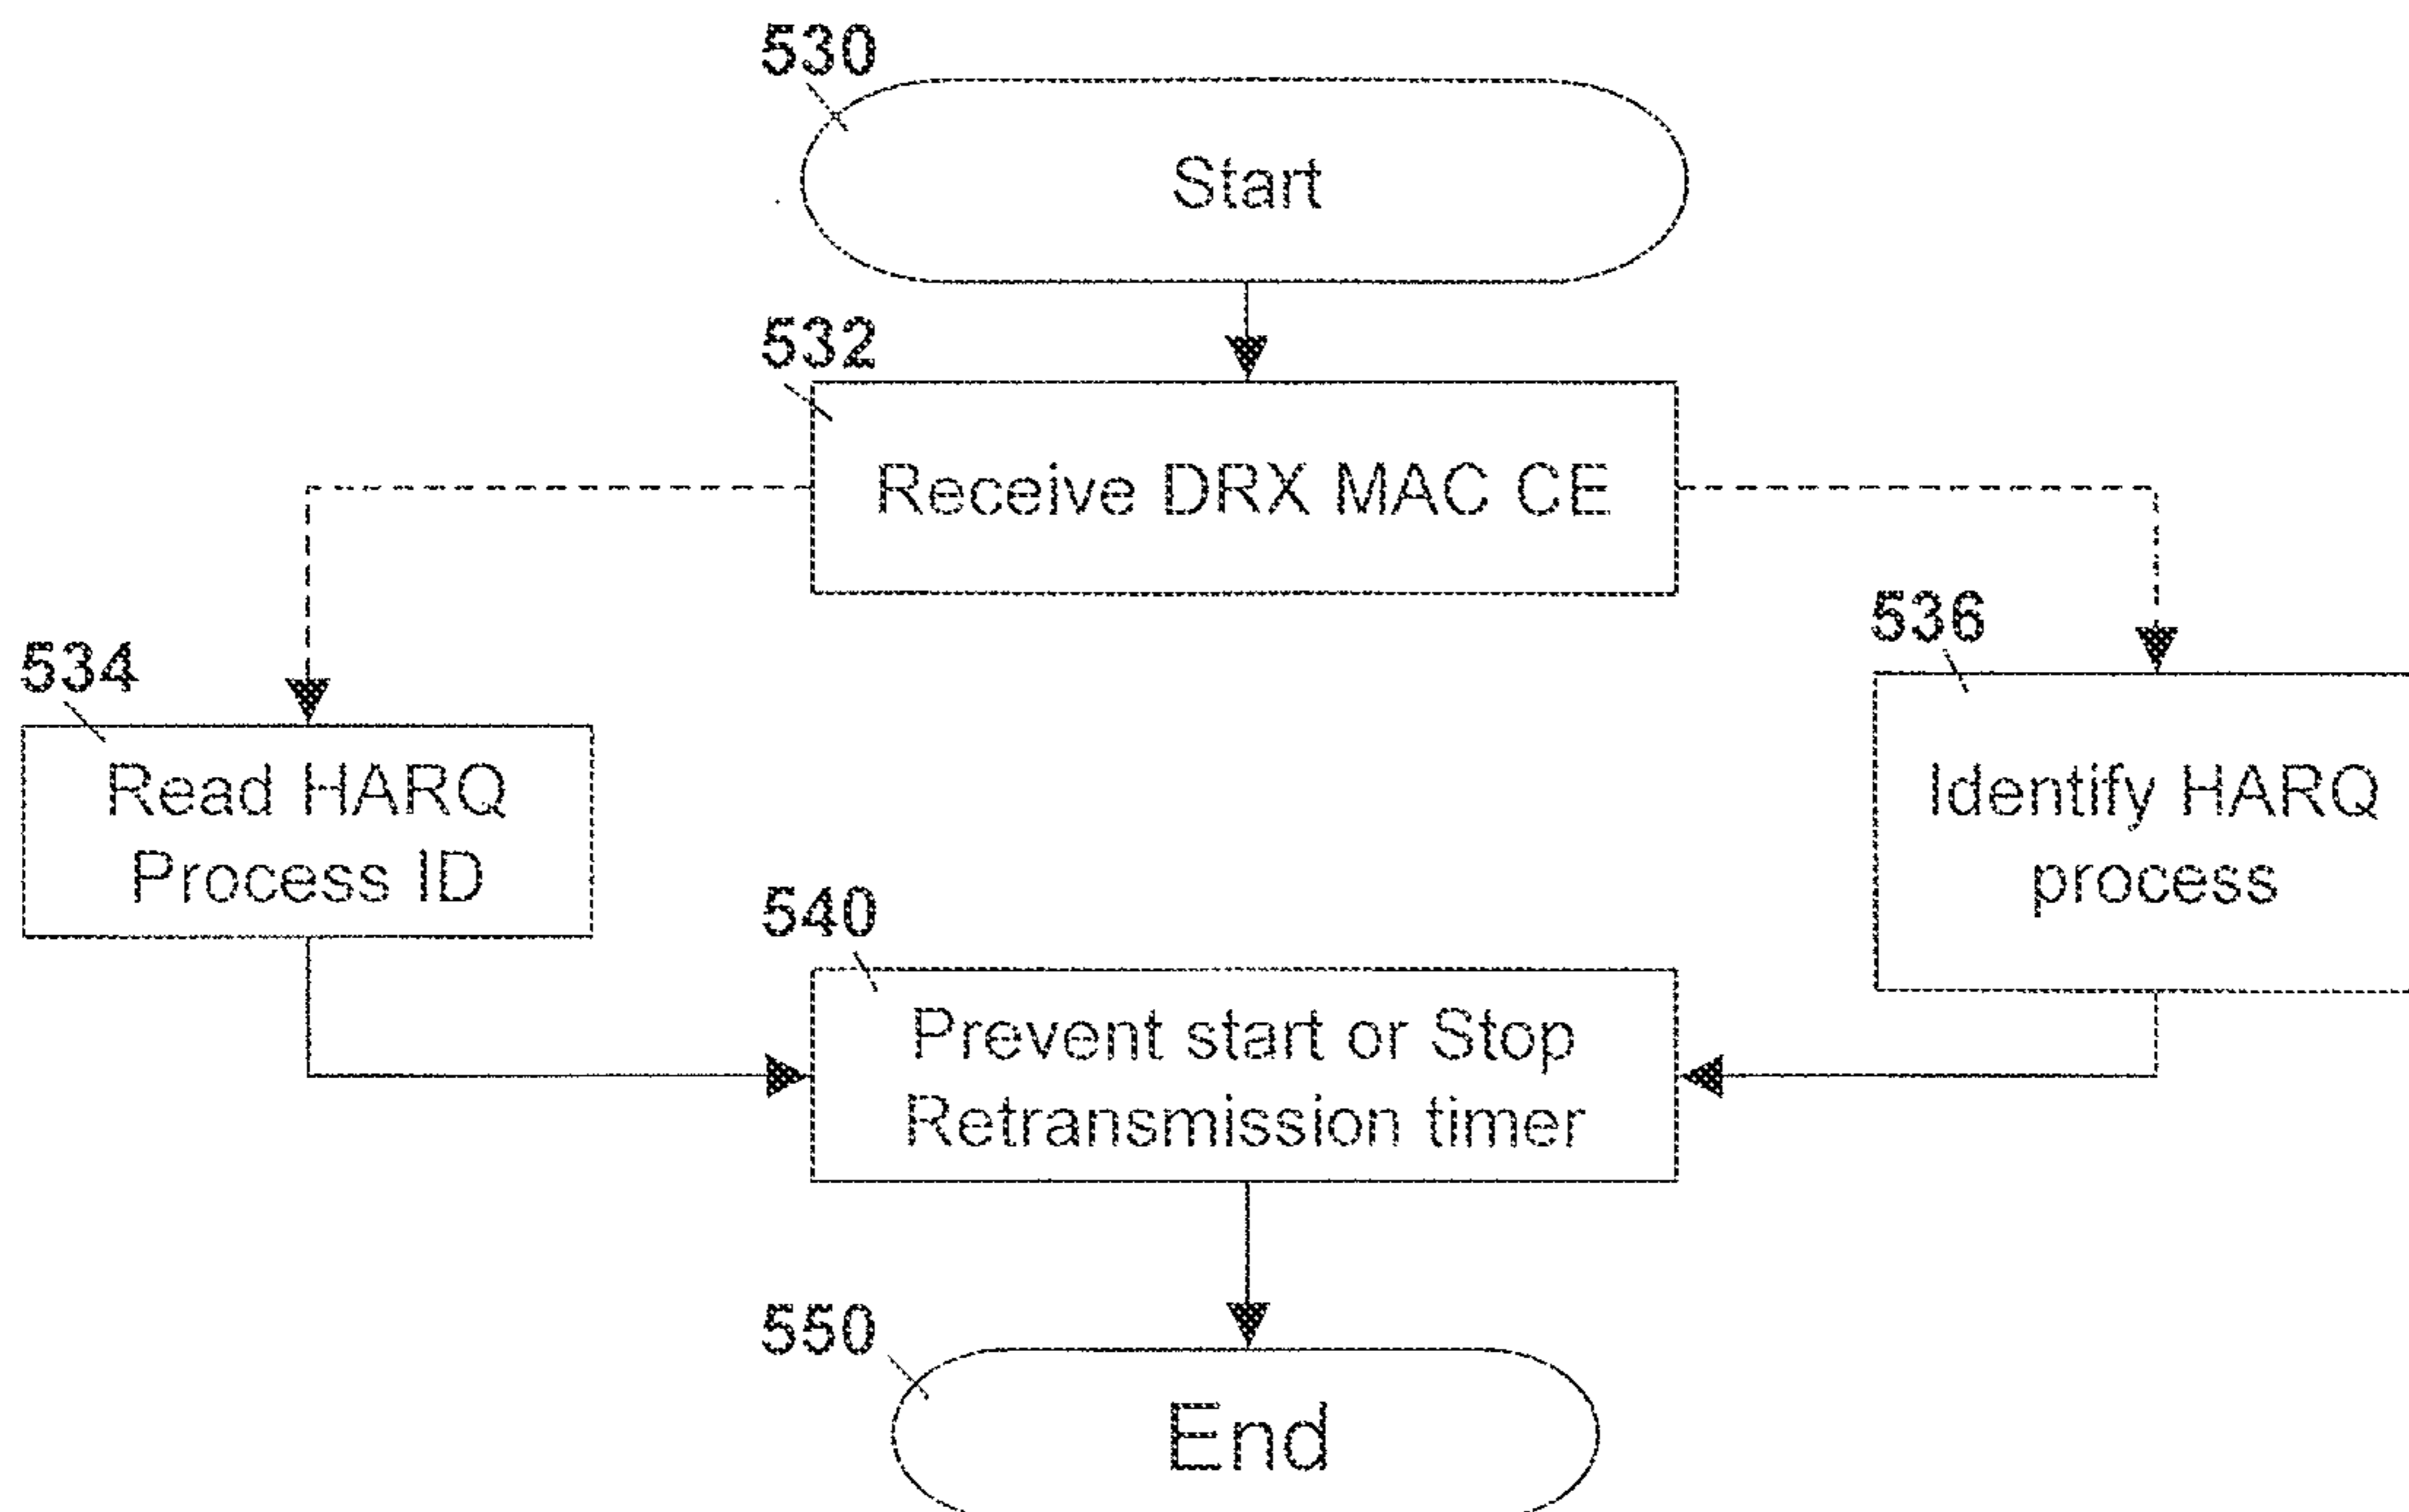 530
Start
532
Receive DRX MAC CE
534
Read HARQ
Process ID
536
Identify HARQ
process
540
Prevent start or Stop
Retransmission timer
550
End